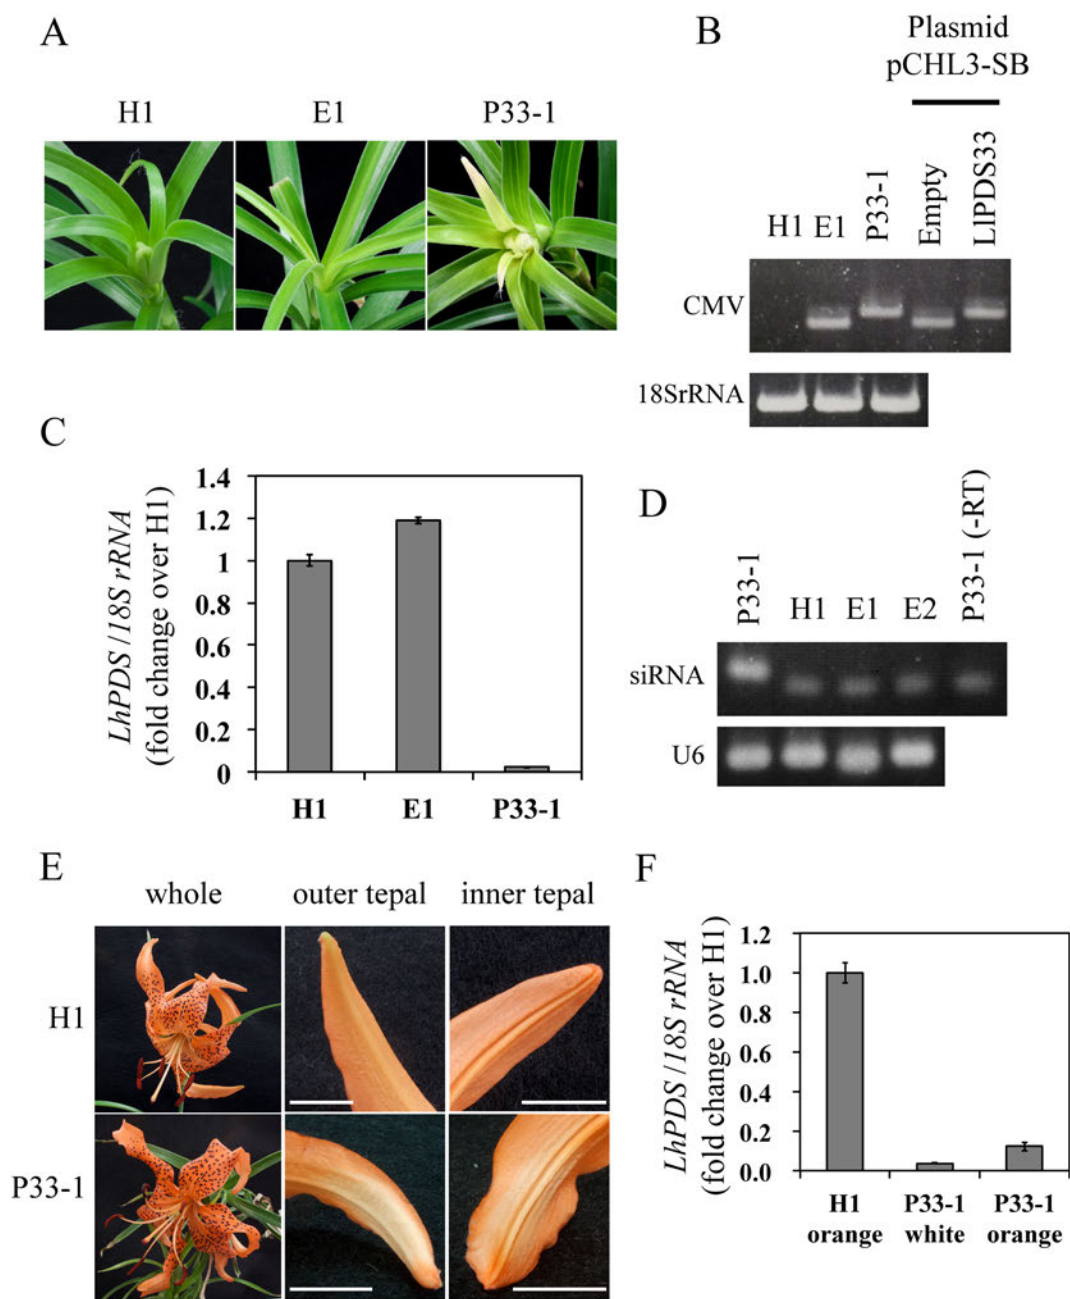 A
H1 E1 P33-1
B
Plasmid
pCHL3-SB
H1 E1 P33-1 Empty LlPDS33
CMV
18SrRNA
C
LhPDS /18S rRNA
(fold change over H1)
1.4
1.2
1
0.8
0.6
0.4
0.2
0
H1 E1 P33-1
D
P33-1 H1 E1 E2 P33-1 (-RT)
siRNA
U6
E
whole outer tepal inner tepal
H1
P33-1
F
LhPDS /18S rRNA
(fold change over H1)
1.2
1.0
0.8
0.6
0.4
0.2
0.0
H1 P33-1 P33-1
orange white orange